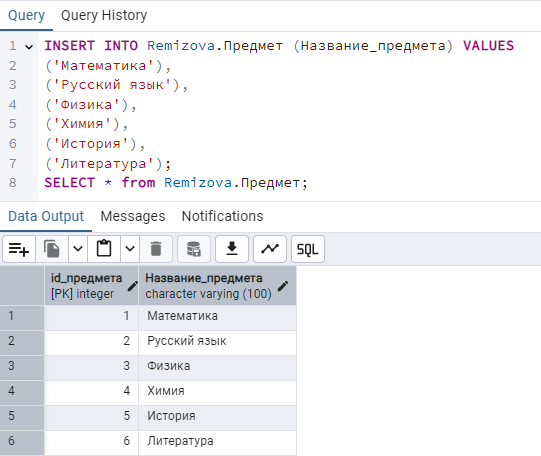 Query Query History
1 INSERT INTO Remizova.Предмет (Название_предмета) VALUES
2 ('Математика'),
3 ('Русский язык'),
4 ('Физика'),
5 ('Химия'),
6 ('История'),
7 ('Литература');
8 SELECT * from Remizova.Предмет;
Data Output Messages Notifications
SQL
id_предмета Название_предмета
[PK] integer character varying (100)
1 1 Математика
2 2 Русский язык
3 3 Физика
4 4 Химия
5 5 История
6 6 Литература